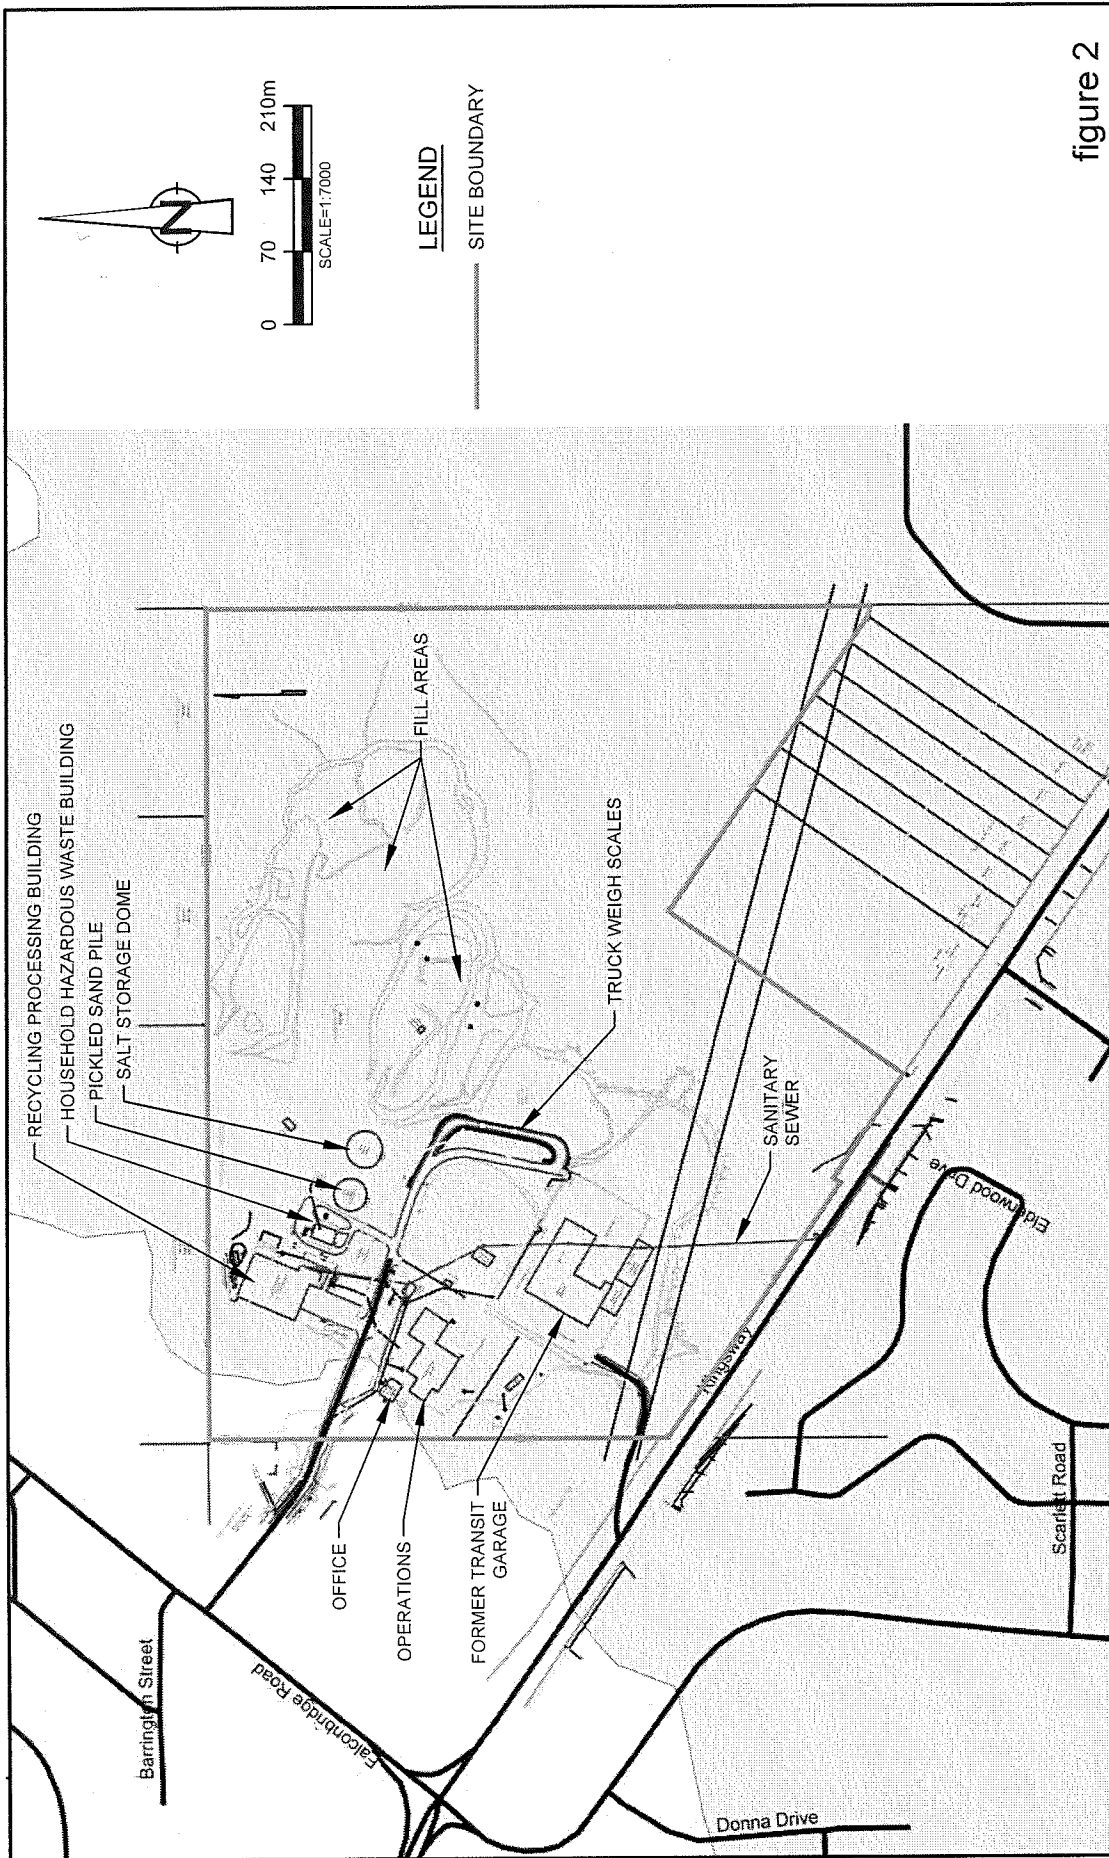 RECYCLING PROCESSING BUILDING
HOUSEHOLD HAZARDOUS WASTE BUILDING
PICKLED SAND PILE
SALT STORAGE DOME
FILL AREAS
TRUCK WEIGH SCALES
SANITARY
SEWER
OFFICE
OPERATIONS
FORMER TRANSIT
GARAGE
Barrington Street
Falconbridge Road
Kingsway
Elderwood Drive
Scarlett Road
Donna Drive
N
0 70 140 210m
SCALE=1:7000
LEGEND
SITE BOUNDARY
figure 2